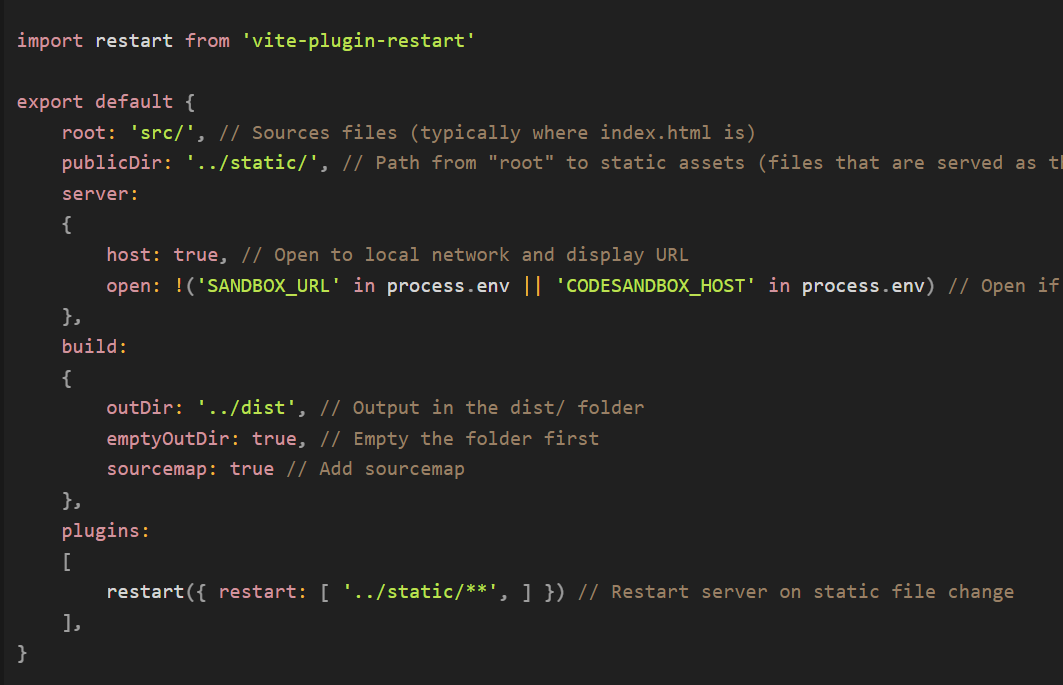 import restart from 'vite-plugin-restart'
export default {
root: 'src/', // Sources files (typically where index.html is)
publicDir: '../static/', // Path from "root" to static assets (files that are served as
server:
{
host: true, // Open to local network and display URL
open: !('SANDBOX_URL' in process.env || 'CODESANDBOX_HOST' in process.env) // Open if
},
build:
{
outDir: '../dist', // Output in the dist/ folder
emptyOutDir: true, // Empty the folder first
sourcemap: true // Add sourcemap
},
plugins:
[
restart({ restart: [ '../static/**', ] }) // Restart server on static file change
],
}